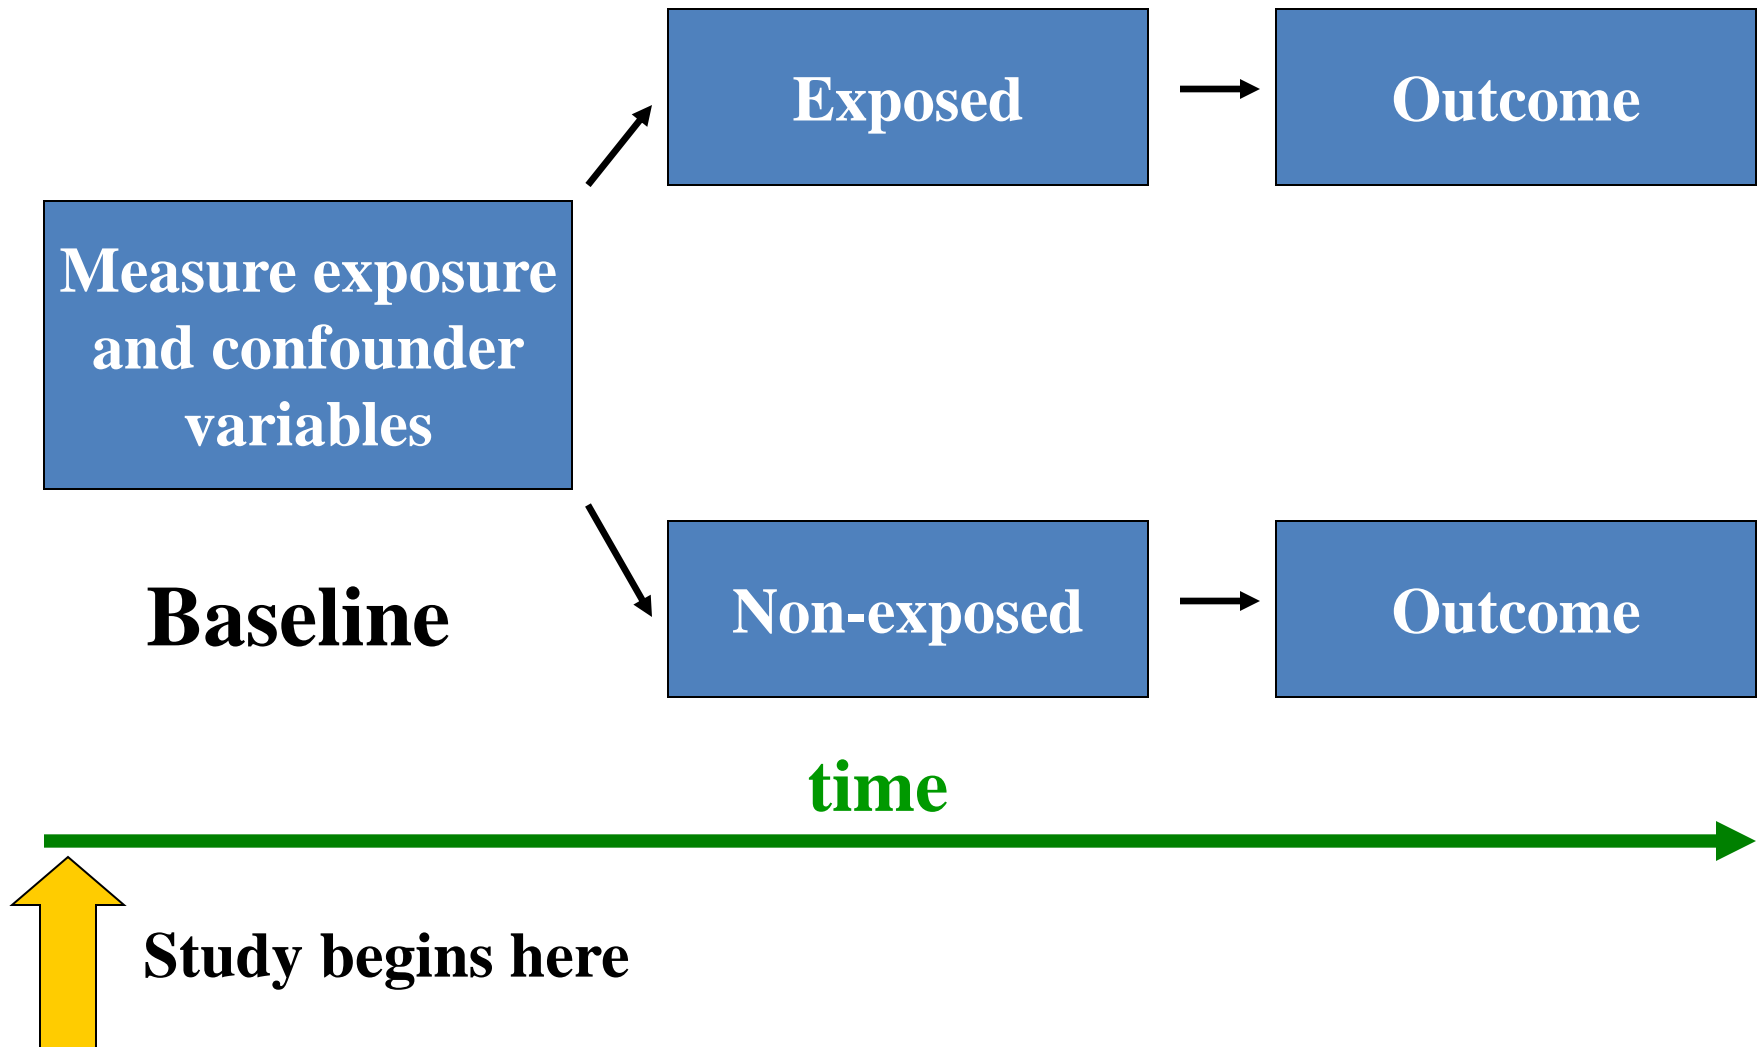 Exposed
Outcome
Measure exposure
and confounder
variables
Baseline
Non-exposed
Outcome
time
Study begins here